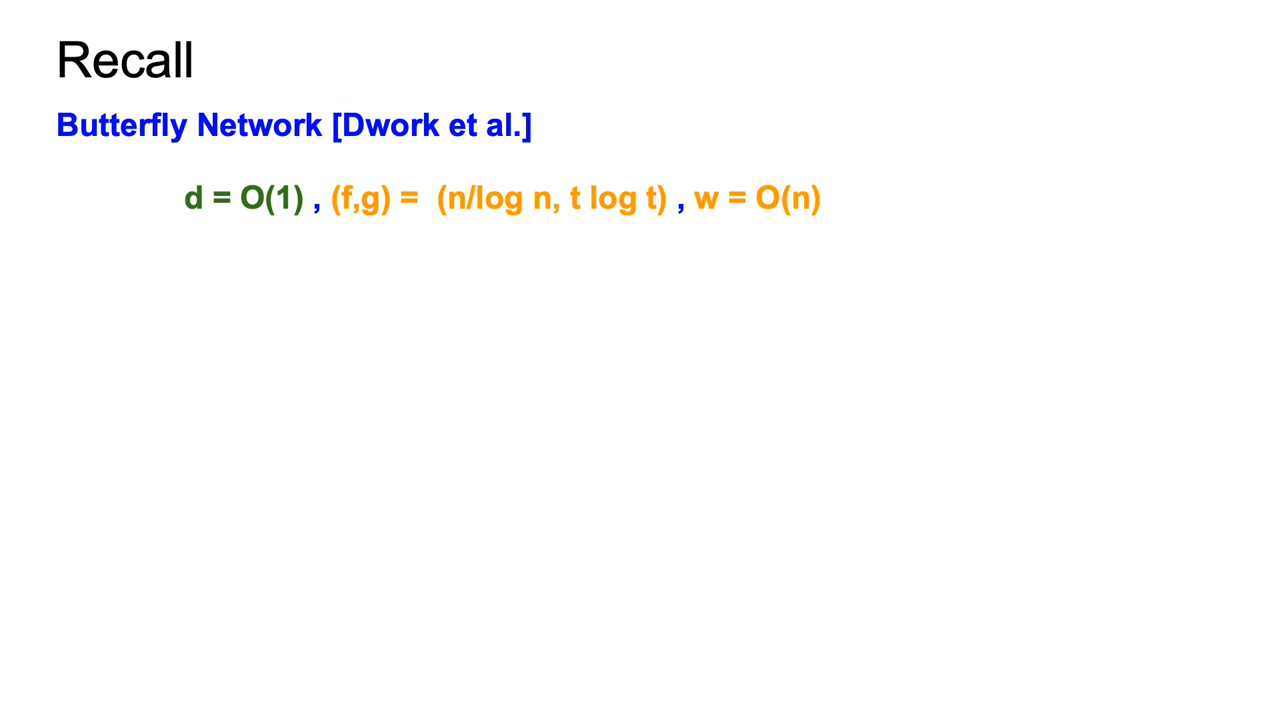 Recall
Butterfly Network [Dwork et al.]
d = O(1) , (f,g) = (n/log n, t log t) , w = O(n)